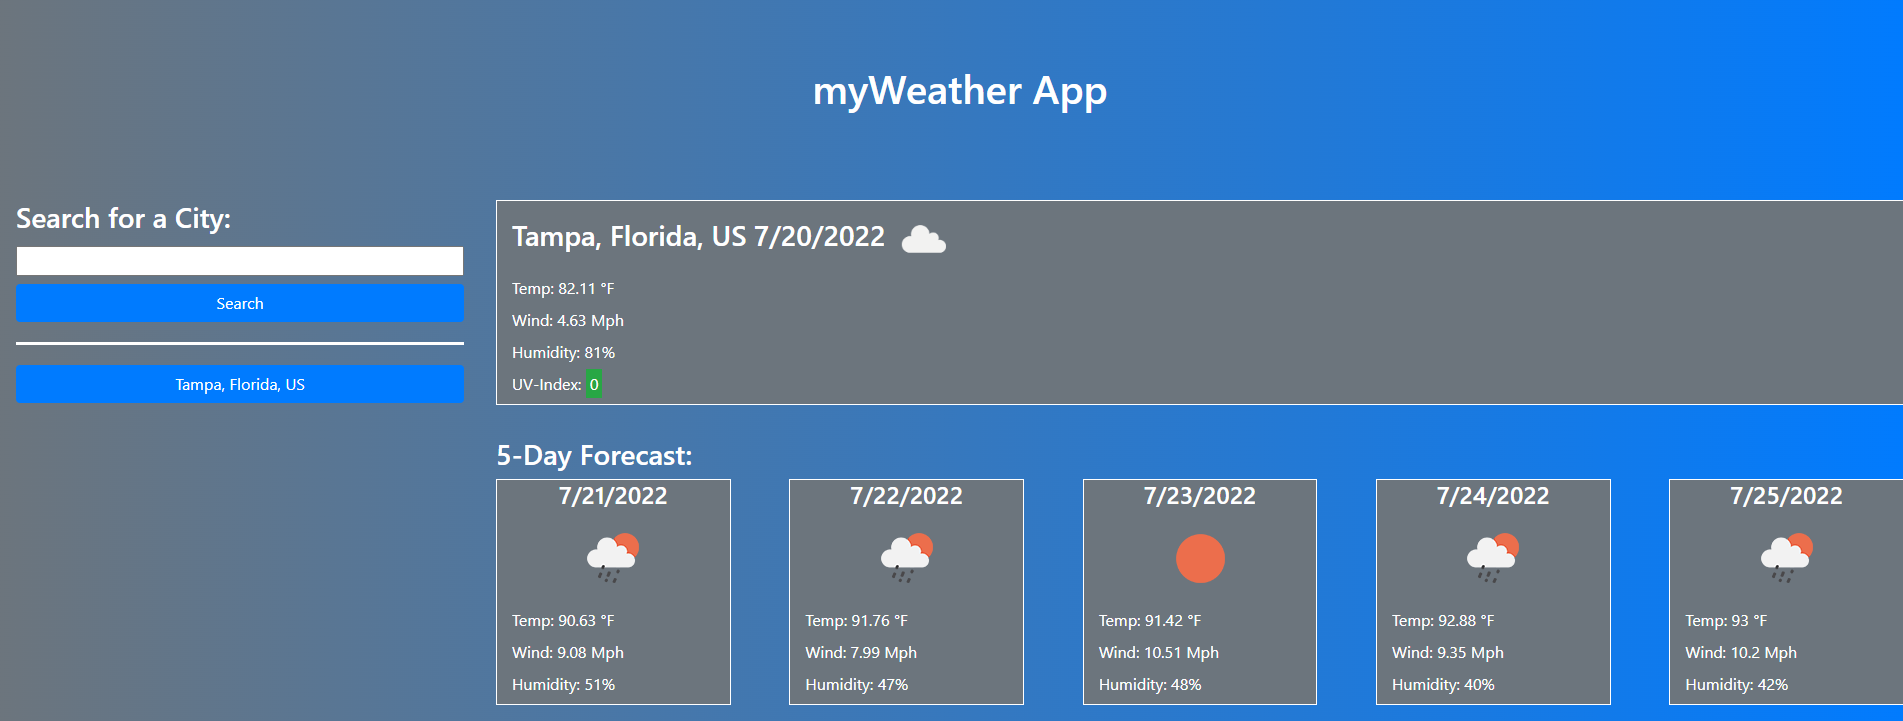 myWeather App
Search for a City:
Search
Tampa, Florida, US
Tampa, Florida, US 7/20/2022
Temp: 82.11 °F
Wind: 4.63 Mph
Humidity: 81%
UV-Index: 0
5-Day Forecast:
7/21/2022
Temp: 90.63 °F
Wind: 9.08 Mph
Humidity: 51%
7/22/2022
Temp: 91.76 °F
Wind: 7.99 Mph
Humidity: 47%
7/23/2022
Temp: 91.42 °F
Wind: 10.51 Mph
Humidity: 48%
7/24/2022
Temp: 92.88 °F
Wind: 9.35 Mph
Humidity: 40%
7/25/2022
Temp: 93 °F
Wind: 10.2 Mph
Humidity: 42%